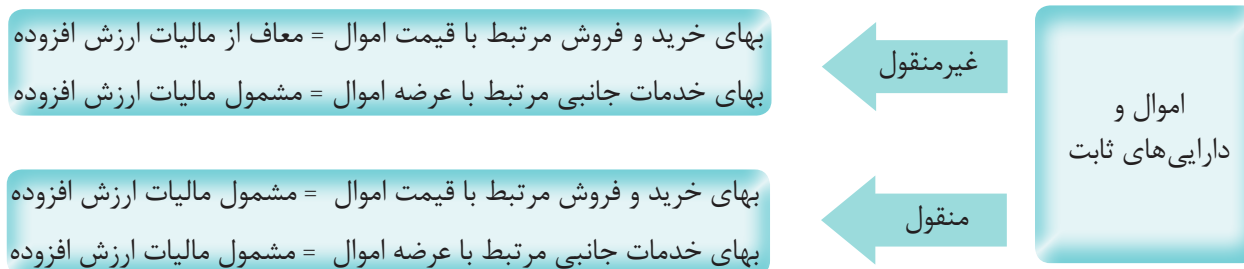 اموال و
دارایی‌های ثابت
غیرمنقول
بهای خرید و فروش مرتبط با قیمت اموال = معاف از مالیات ارزش افزوده
بهای خدمات جانبی مرتبط با عرضه اموال = مشمول مالیات ارزش افزوده
منقول
بهای خرید و فروش مرتبط با قیمت اموال = مشمول مالیات ارزش افزوده
بهای خدمات جانبی مرتبط با عرضه اموال = مشمول مالیات ارزش افزوده